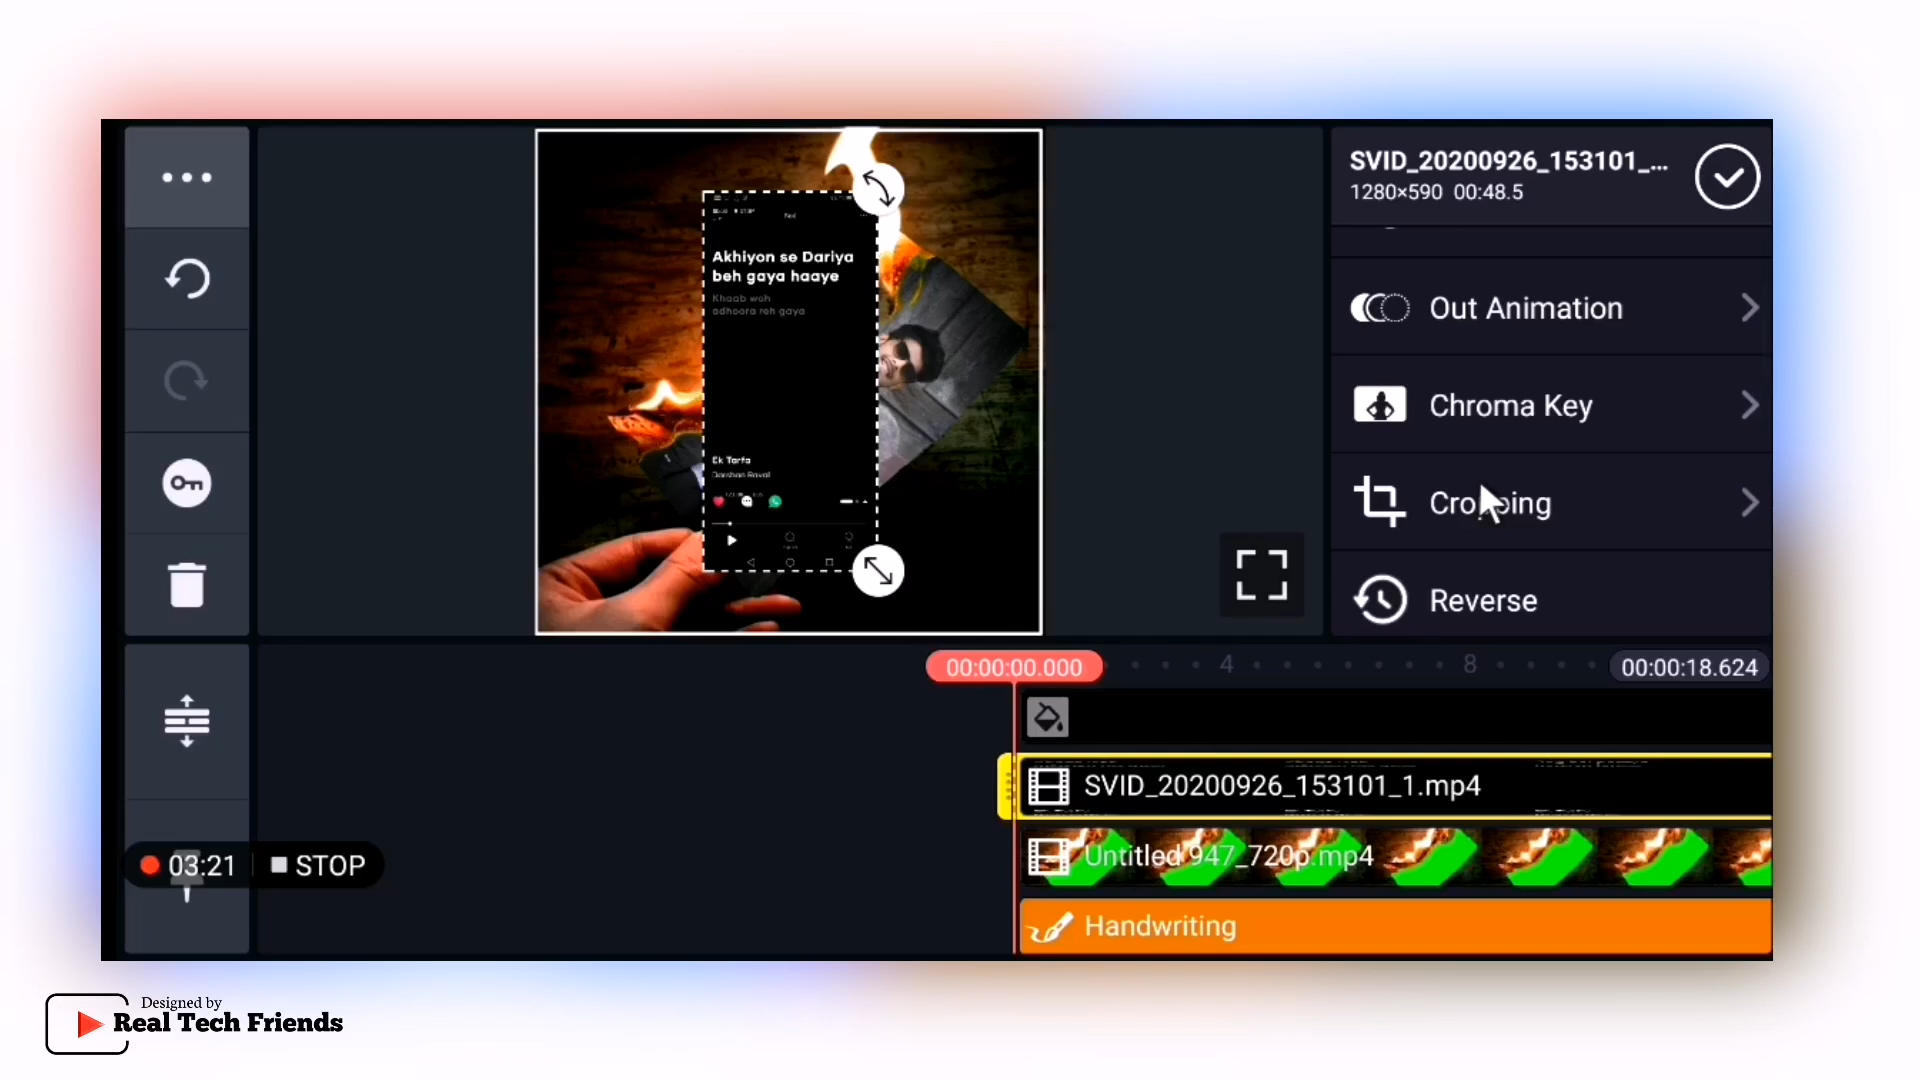 SVID_20200926_153101_...
1280×590 00:48.5
Akhiyon se Dariya
beh gaya haaye
Khaab woh
adhoora reh gaya
Ek Tarfa
Darshan Raval
Out Animation
Chroma Key
Cropping
Reverse
00:00:00.000
4
8
00:00:18.624
SVID_20200926_153101_1.mp4
Untitled 947_720p.mp4
Handwriting
03:21
STOP
Designed by
Real Tech Friends